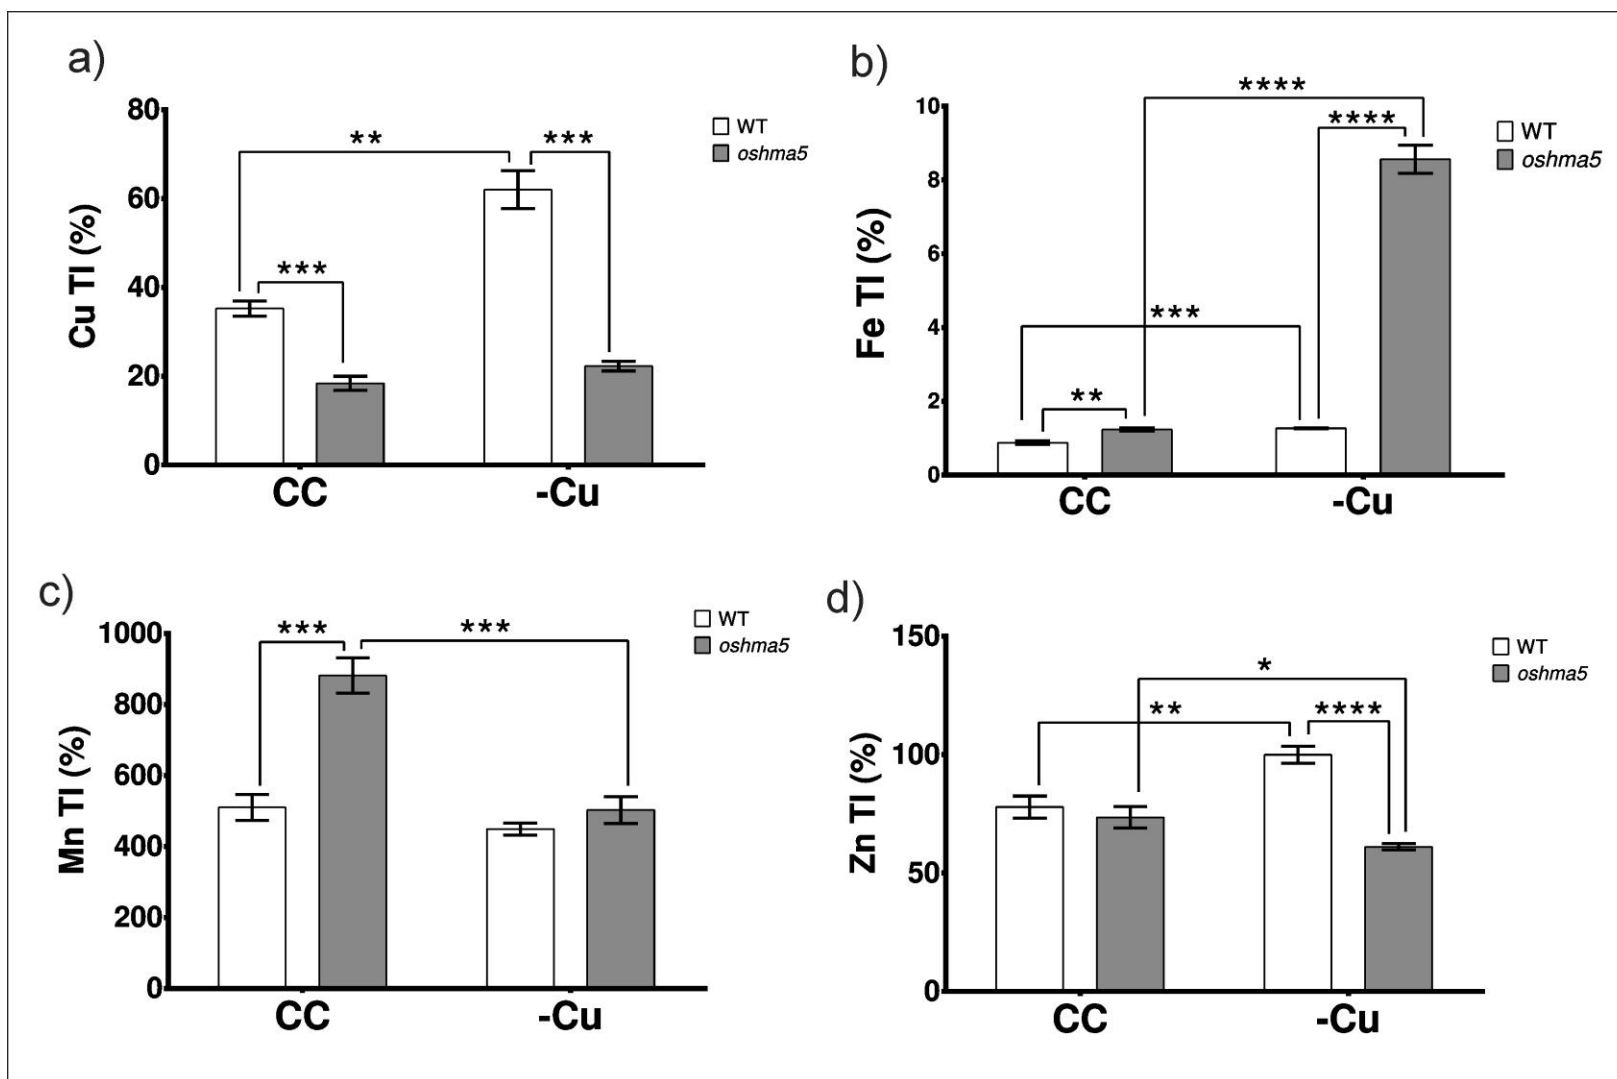 a)
Cu TI (%)
80
60
40
20
0
**
***
***
CC
-Cu
WT
oshma5
b)
Fe TI (%)
10
8
6
4
2
0
****
****
***
**
CC
-Cu
WT
oshma5
c)
Mn TI (%)
1000
800
600
400
200
0
***
***
CC
-Cu
WT
oshma5
d)
Zn TI (%)
150
100
50
0
*
**
****
CC
-Cu
WT
oshma5